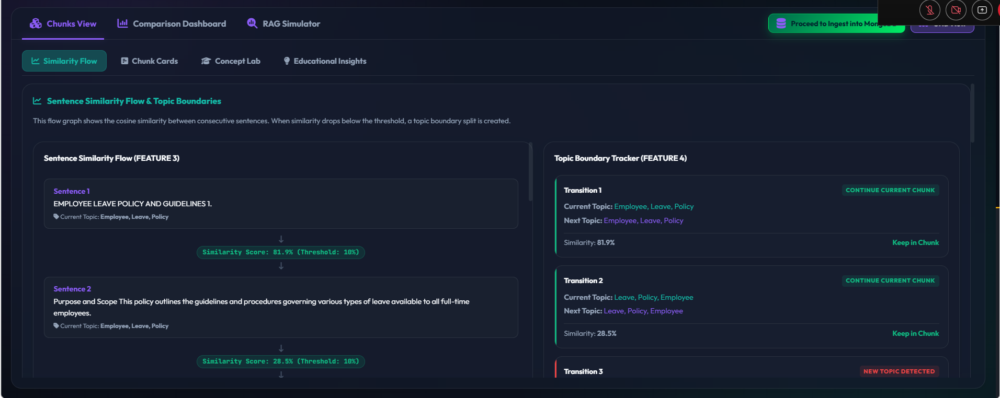 Chunks View
Comparison Dashboard
RAG Simulator
Proceed to Ingest into
Similarity Flow
Chunk Cards
Concept Lab
Educational Insights
Sentence Similarity Flow & Topic Boundaries
This flow graph shows the cosine similarity between consecutive sentences. When similarity drops below the threshold, a topic boundary split is created.
Sentence Similarity Flow (FEATURE 3)
Sentence 1
EMPLOYEE LEAVE POLICY AND GUIDELINES 1.
Current Topic: Employee, Leave, Policy
↓
Similarity Score: 81.9% (Threshold: 10%)
↓
Sentence 2
Purpose and Scope This policy outlines the guidelines and procedures governing various types of leave available to all full-time
employees.
Current Topic: Employee, Leave, Policy
↓
Similarity Score: 28.5% (Threshold: 10%)
↓
Topic Boundary Tracker (FEATURE 4)
Transition 1
CONTINUE CURRENT CHUNK
Current Topic: Employee, Leave, Policy
Next Topic: Employee, Leave, Policy
Similarity: 81.9%
Keep in Chunk
Transition 2
CONTINUE CURRENT CHUNK
Current Topic: Leave, Policy, Employee
Next Topic: Leave, Policy, Employee
Similarity: 28.5%
Keep in Chunk
Transition 3
NEW TOPIC DETECTED